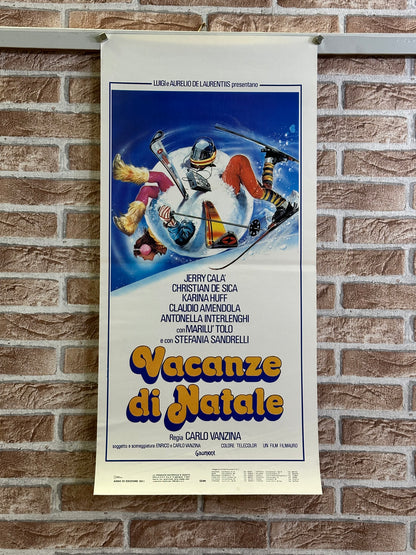 LUIGI e AURELIO DE LAURENTIIS presentano
JERRY CALA'
CHRISTIAN DE SICA
KARINA HUFF
CLAUDIO AMENDOLA
ANTONELLA INTERLENGHI
con MARILU' TOLO
e con STEFANIA SANDRELLI
Vacanze
di Natale
Regia CARLO VANZINA
soggetto e sceneggiatura ENRICO e CARLO VANZINA COLORE TELECOLOR UN FILM FILMAURO
Gaumont